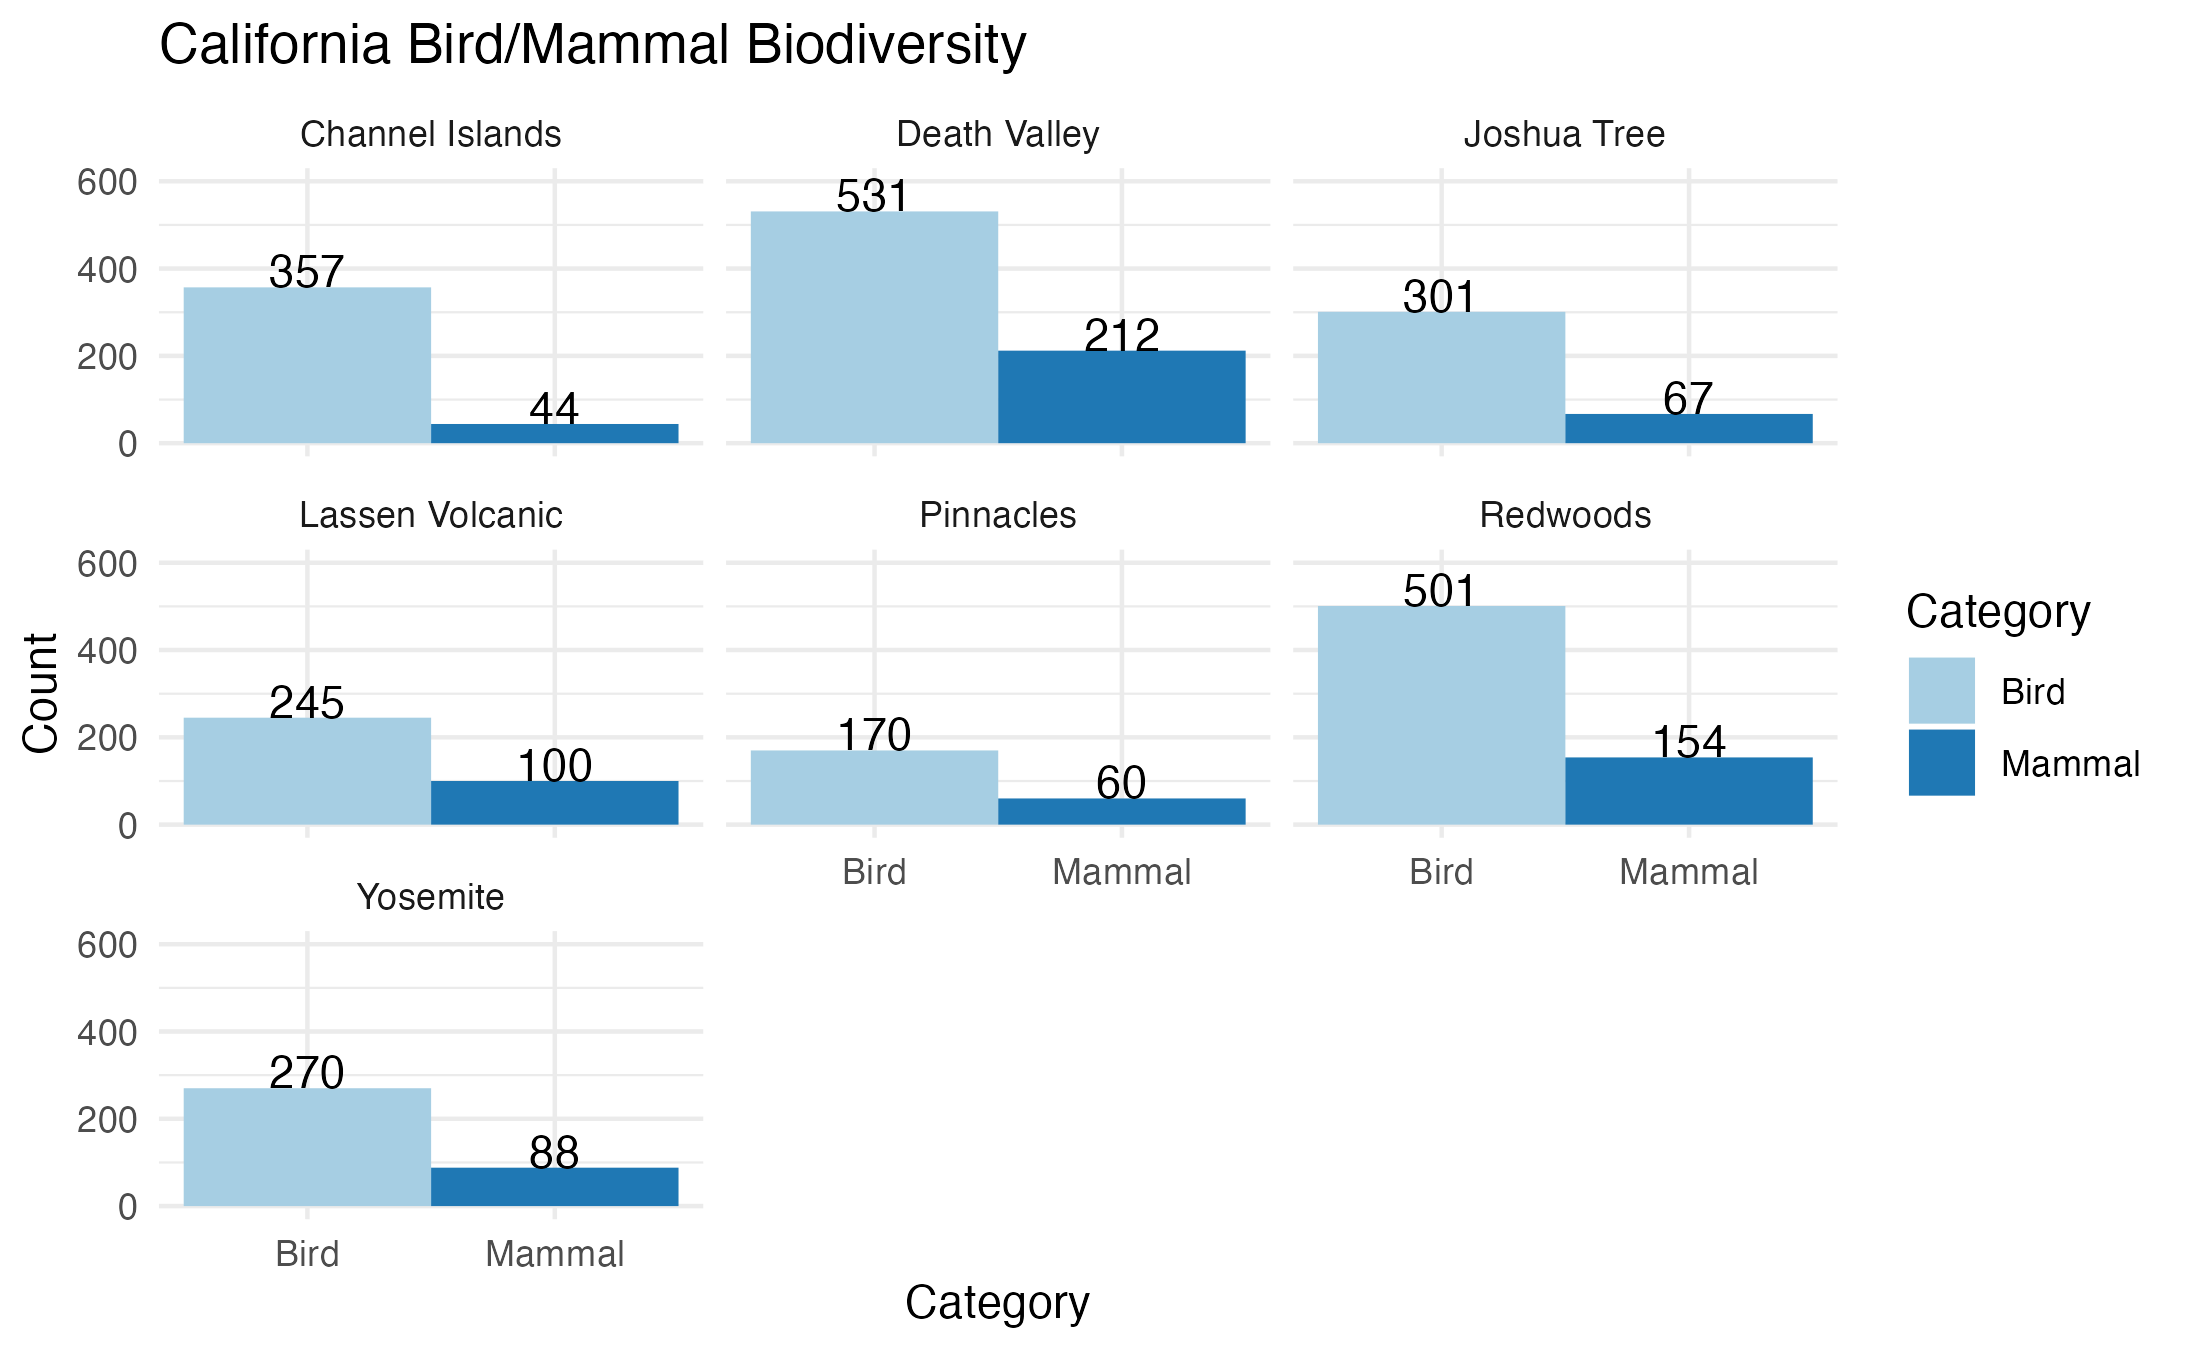 California Bird/Mammal Biodiversity
Channel Islands
Death Valley
Joshua Tree
600
400
200
0
357
44
531
212
301
67
Lassen Volcanic
Pinnacles
Redwoods
600
400
200
0
245
100
170
60
501
154
Bird
Mammal
Bird
Mammal
Yosemite
600
400
200
0
270
88
Bird
Mammal
Category
Count
Category
Bird
Mammal